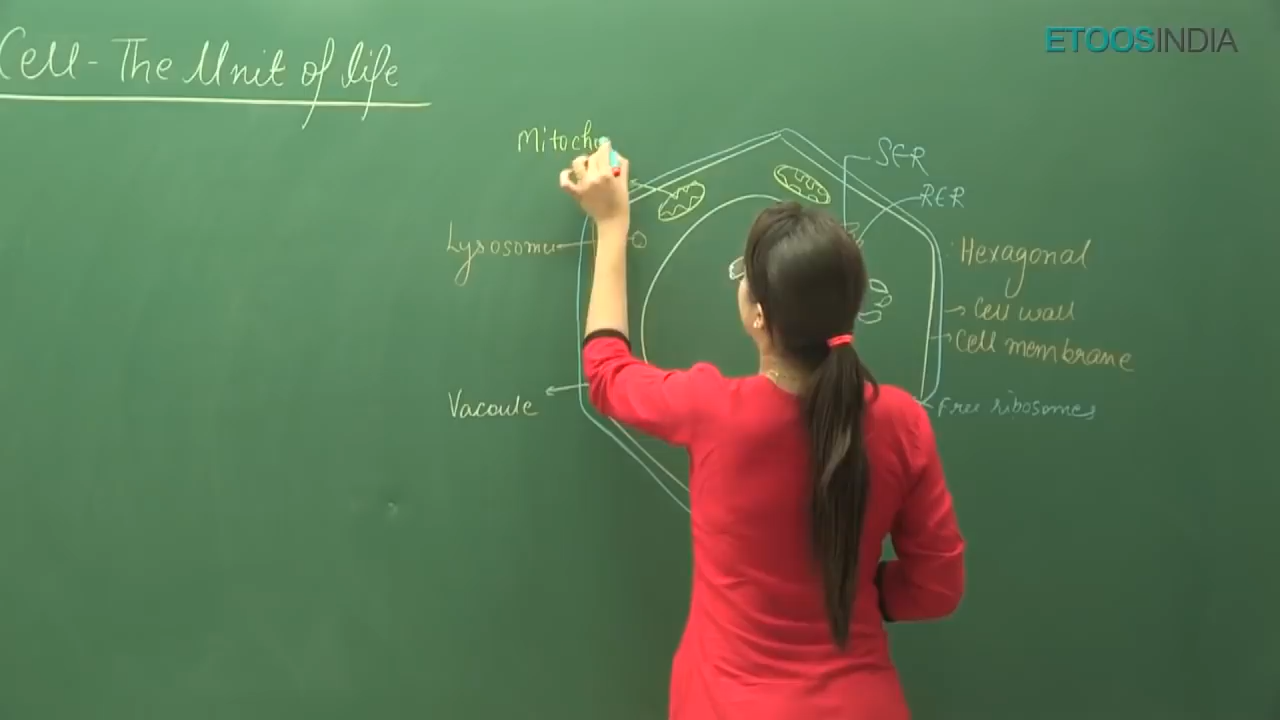 Cell - The Unit of life
ETOOSINDIA
Mitoch
SER
RER
Lysosome
Hexagonal
Cell wall
Cell membrane
Vacoule
Free ribosomes